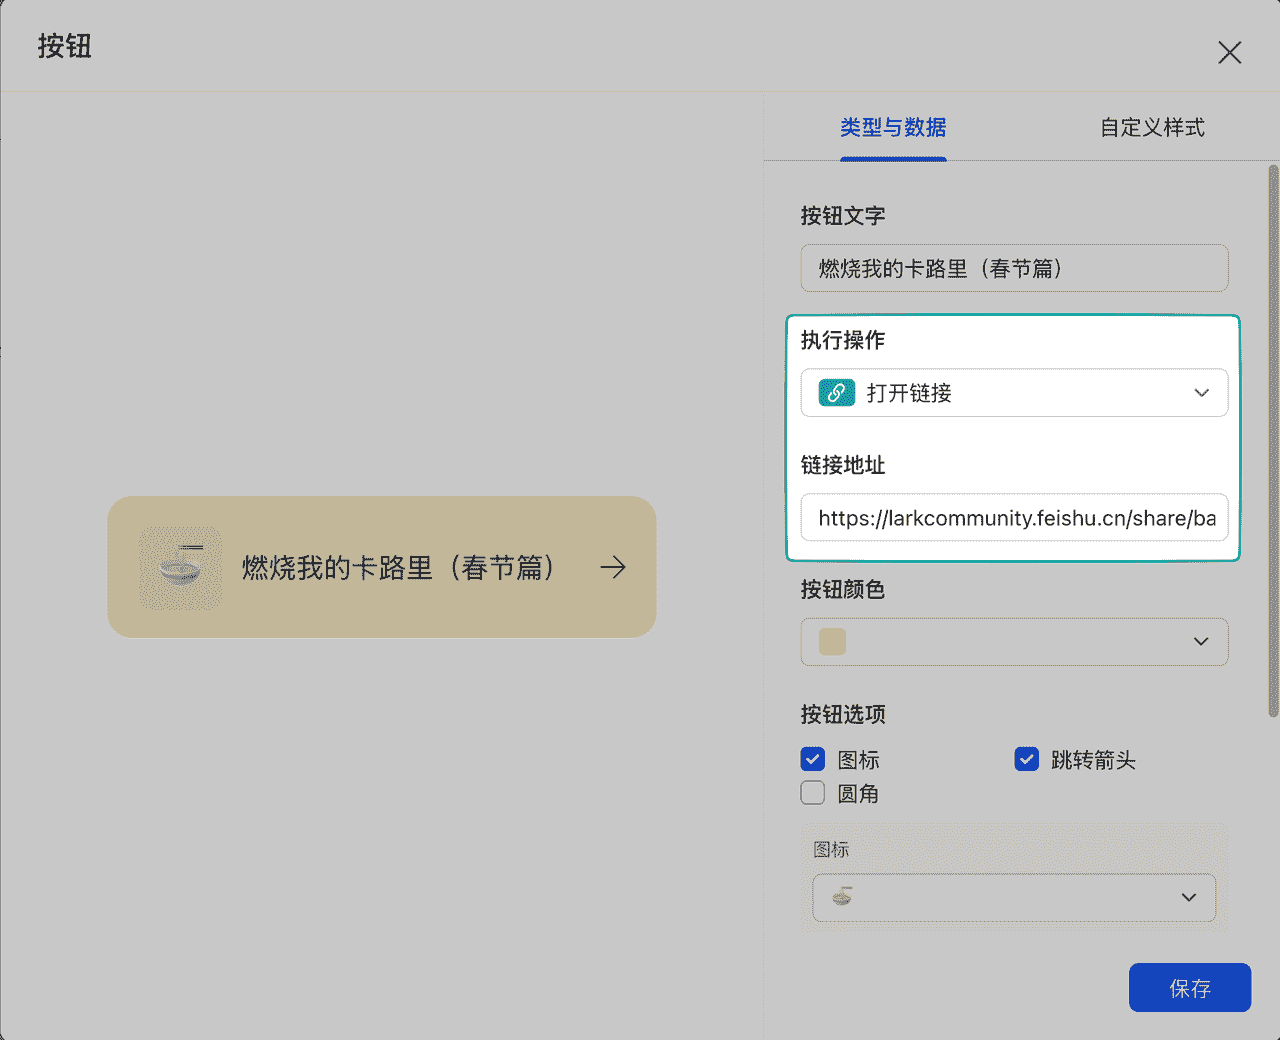 按钮
类型与数据
自定义样式
按钮文字
燃烧我的卡路里（春节篇）
执行操作
打开链接
链接地址
https://larkcommunity.feishu.cn/share/ba
燃烧我的卡路里（春节篇）
按钮颜色
按钮选项
图标
跳转箭头
圆角
图标
保存